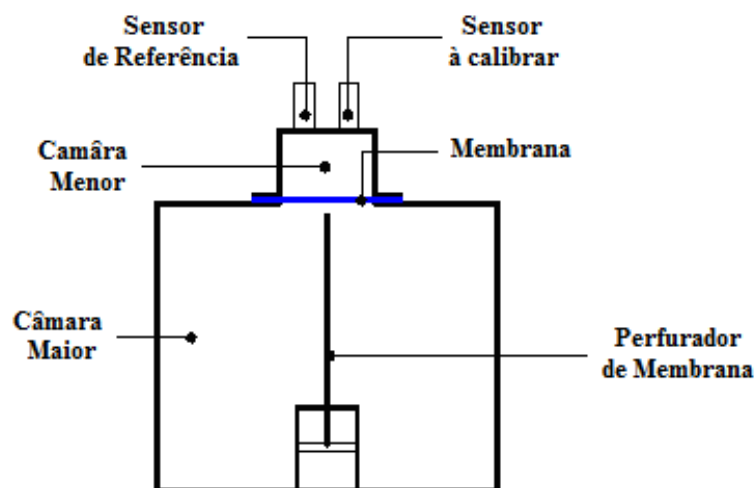 Sensor
de Referência
Sensor
à calibrar
Camâra
Menor
Membrana
Câmara
Maior
Perfurador
de Membrana